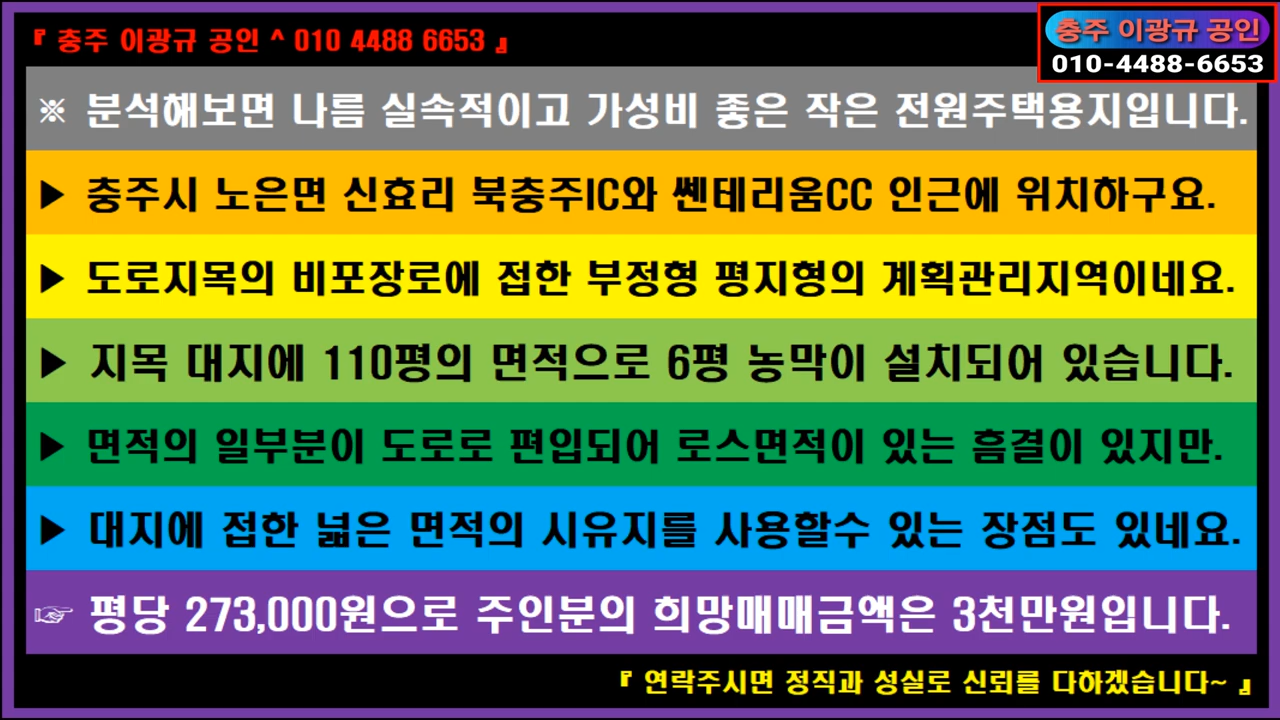 『 충주 이광규 공인 ^ 010 4488 6653 』
충주 이광규 공인
010-4488-6653
※ 분석해보면 나름 실속적이고 가성비 좋은 작은 전원주택용지입니다.
▶ 충주시 노은면 신효리 북충주IC와 쎈테리움CC 인근에 위치하구요.
▶ 도로지목의 비포장로에 접한 부정형 평지형의 계획관리지역이네요.
▶ 지목 대지에 110평의 면적으로 6평 농막이 설치되어 있습니다.
▶ 면적의 일부분이 도로로 편입되어 로스면적이 있는 흠결이 있지만.
▶ 대지에 접한 넓은 면적의 시유지를 사용할수 있는 장점도 있네요.
☞ 평당 273,000원으로 주인분의 희망매매금액은 3천만원입니다.
『 연락주시면 정직과 성실로 신뢰를 다하겠습니다~ 』